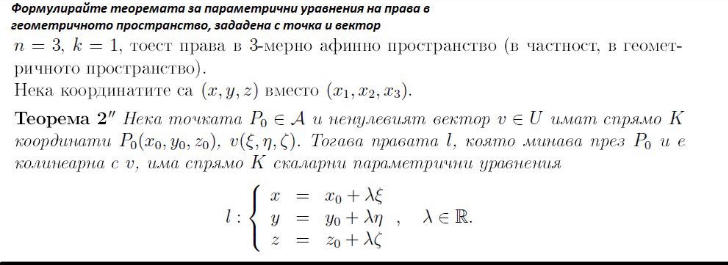 Формулирайте теоремата за параметрични уравнения на права в
геометричното пространство, зададена с точка и вектор
n = 3, k = 1, тоест права в 3-мерно афинно пространство (в частност, в геомет-
ричното пространство).
Нека координатите са (x, y, z) вместо (x₁, x₂, x₃).
Теорема 2″ Нека точката P₀ ∈ 𝒜 и ненулевият вектор v ∈ U имат спрямо K
координати P₀(x₀, y₀, z₀), v(ξ, η, ζ). Тогава правата l, която минава през P₀ и е
колинеарна с v, има спрямо K скаларни параметрични уравнения
x = x₀ + λξ
l : { y = y₀ + λη , λ ∈ ℝ.
z = z₀ + λζ